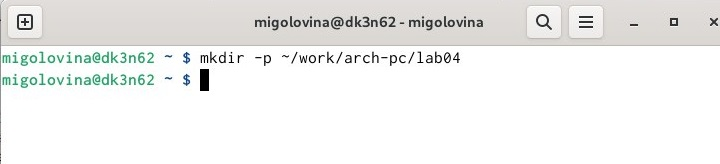 migolovina@dk3n62 - migolovina
migolovina@dk3n62 ~ $ mkdir -p ~/work/arch-pc/lab04
migolovina@dk3n62 ~ $